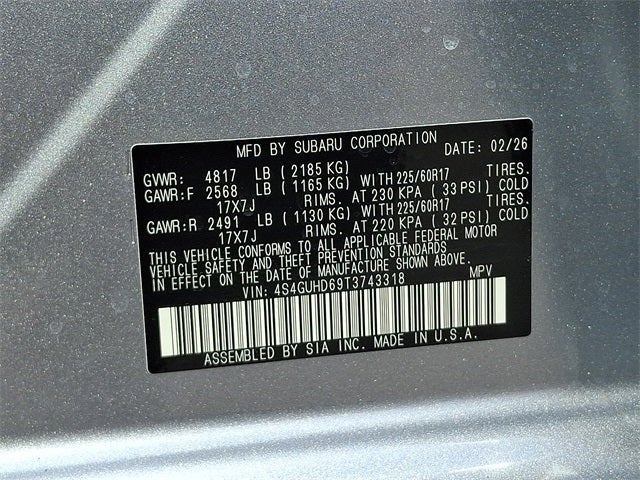 MFD BY SUBARU CORPORATION DATE: 02/26
GVWR: 4817 LB ( 2185 KG)
GAWR:F 2568 LB ( 1165 KG) WITH 225/60R17 TIRES.
17X7J RIMS. AT 230 KPA ( 33 PSI) COLD
GAWR:R 2491 LB ( 1130 KG) WITH 225/60R17 TIRES.
17X7J RIMS. AT 220 KPA ( 32 PSI) COLD
THIS VEHICLE CONFORMS TO ALL APPLICABLE FEDERAL MOTOR
VEHICLE SAFETY AND THEFT PREVENTION STANDARDS
IN EFFECT ON THE DATE OF MANUFACTURE SHOWN ABOVE.
VIN: 4S4GUHD69T3743318 MPV
ASSEMBLED BY SIA INC. MADE IN U.S.A.